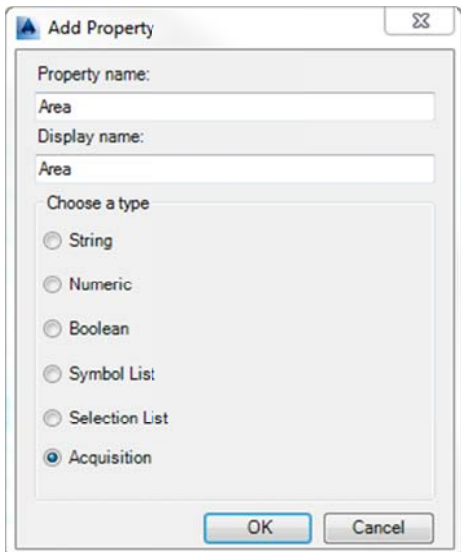 Add Property
Property name:
Area
Display name:
Area
Choose a type
String
Numeric
Boolean
Symbol List
Selection List
Acquisition
OK Cancel